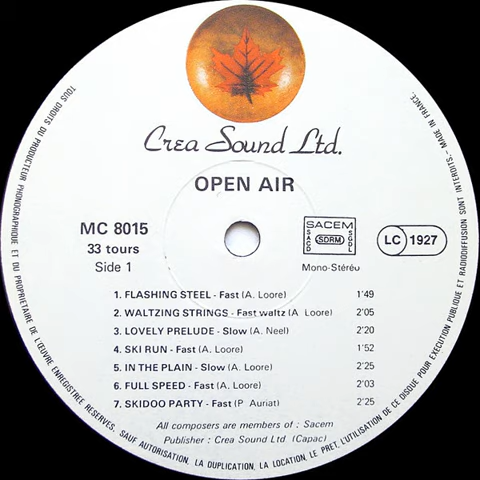 Crea Sound Ltd.
OPEN AIR
MC 8015
33 tours
Side 1
SACEM
SACD
SDRM
SGDL
Mono-Stéréo
LC 1927
1. FLASHING STEEL - Fast (A. Loore) 1'49
2. WALTZING STRINGS - Fast waltz (A Loore) 2'05
3. LOVELY PRELUDE - Slow (A. Neel) 2'20
4. SKI RUN - Fast (A. Loore) 1'52
5. IN THE PLAIN - Slow (A. Loore) 2'25
6. FULL SPEED - Fast (A. Loore) 2'03
7. SKIDOO PARTY - Fast (P Auriat) 2'25
All composers are members of : Sacem
Publisher : Crea Sound Ltd (Capac)
TOUS DROITS DU PRODUCTEUR PHONOGRAPHIQUE ET DU PROPRIETAIRE DE L'ŒUVRE ENREGISTREE RESERVES, SAUF AUTORISATION, LA DUPLICATION, LA LOCATION, LE PRET, L'UTILISATION DE CE DISQUE POUR EXECUTION PUBLIQUE ET RADIODIFFUSION SONT INTERDITS - MADE IN FRANCE.